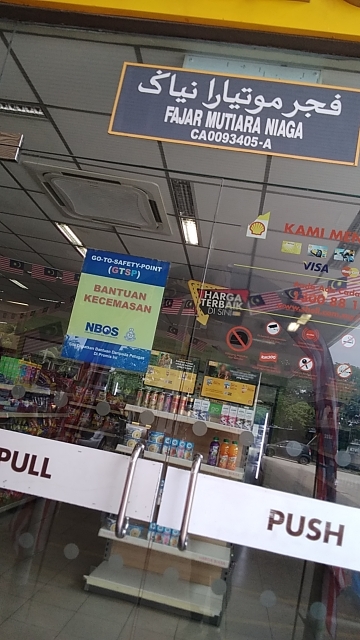 فجر موتيارا نياݢ
FAJAR MUTIARA NIAGA
CA0093405-A
KAMI
VISA
GO-TO-SAFETY-POINT
(GTSP)
BANTUAN
KECEMASAN
NBOS
HARGA
TERBAIK
DI SINI
PULL
PUSH